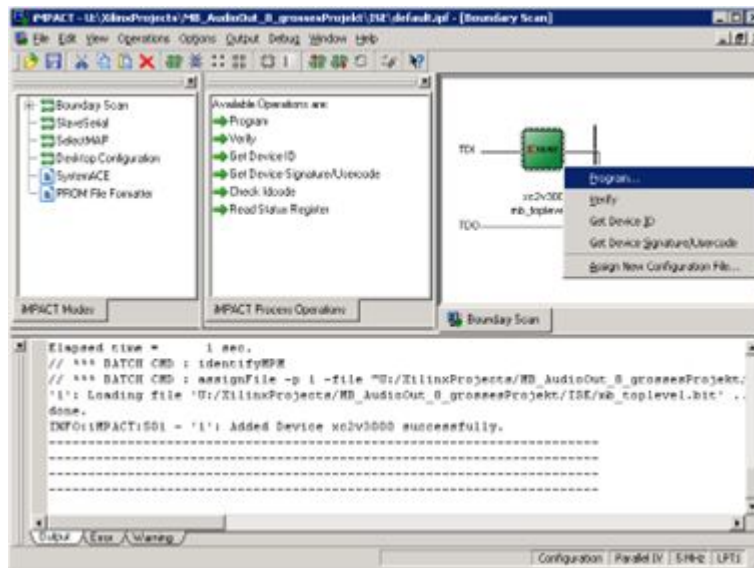 iMPACT - U:\XilinxProjects\MB_AudioOut_8_grossesProjekt\ISE\default.ipf - [Boundary Scan]
File Edit View Operations Options Output Debug Window Help
Boundary Scan
SlaveSerial
SelectMAP
Desktop Configuration
SystemACE
PROM File Formatter
iMPACT Modes
Available Operations are:
Program
Verify
Get Device ID
Get Device Signature/Usercode
Check Idcode
Read Status Register
iMPACT Process Operations
TDI
XILINX
xc2v300
mb_topleve
TDO
Program...
Verify
Get Device ID
Get Device Signature/Usercode
Assign New Configuration File...
Boundary Scan
Elapsed time = 1 sec.
// *** BATCH CMD : identifyMPM
// *** BATCH CMD : assignFile -p 1 -file "U:/XilinxProjects/MB_AudioOut_8_grossesProjekt/
'1': Loading file 'U:/XilinxProjects/MB_AudioOut_8_grossesProjekt/ISE/mb_toplevel.bit' ..
done.
INFO:iMPACT:501 - '1': Added Device xc2v3000 successfully.
----------------------------------------------------------------------
----------------------------------------------------------------------
----------------------------------------------------------------------
----------------------------------------------------------------------
Output Error Warning
Configuration Parallel IV 5 MHz LPT1